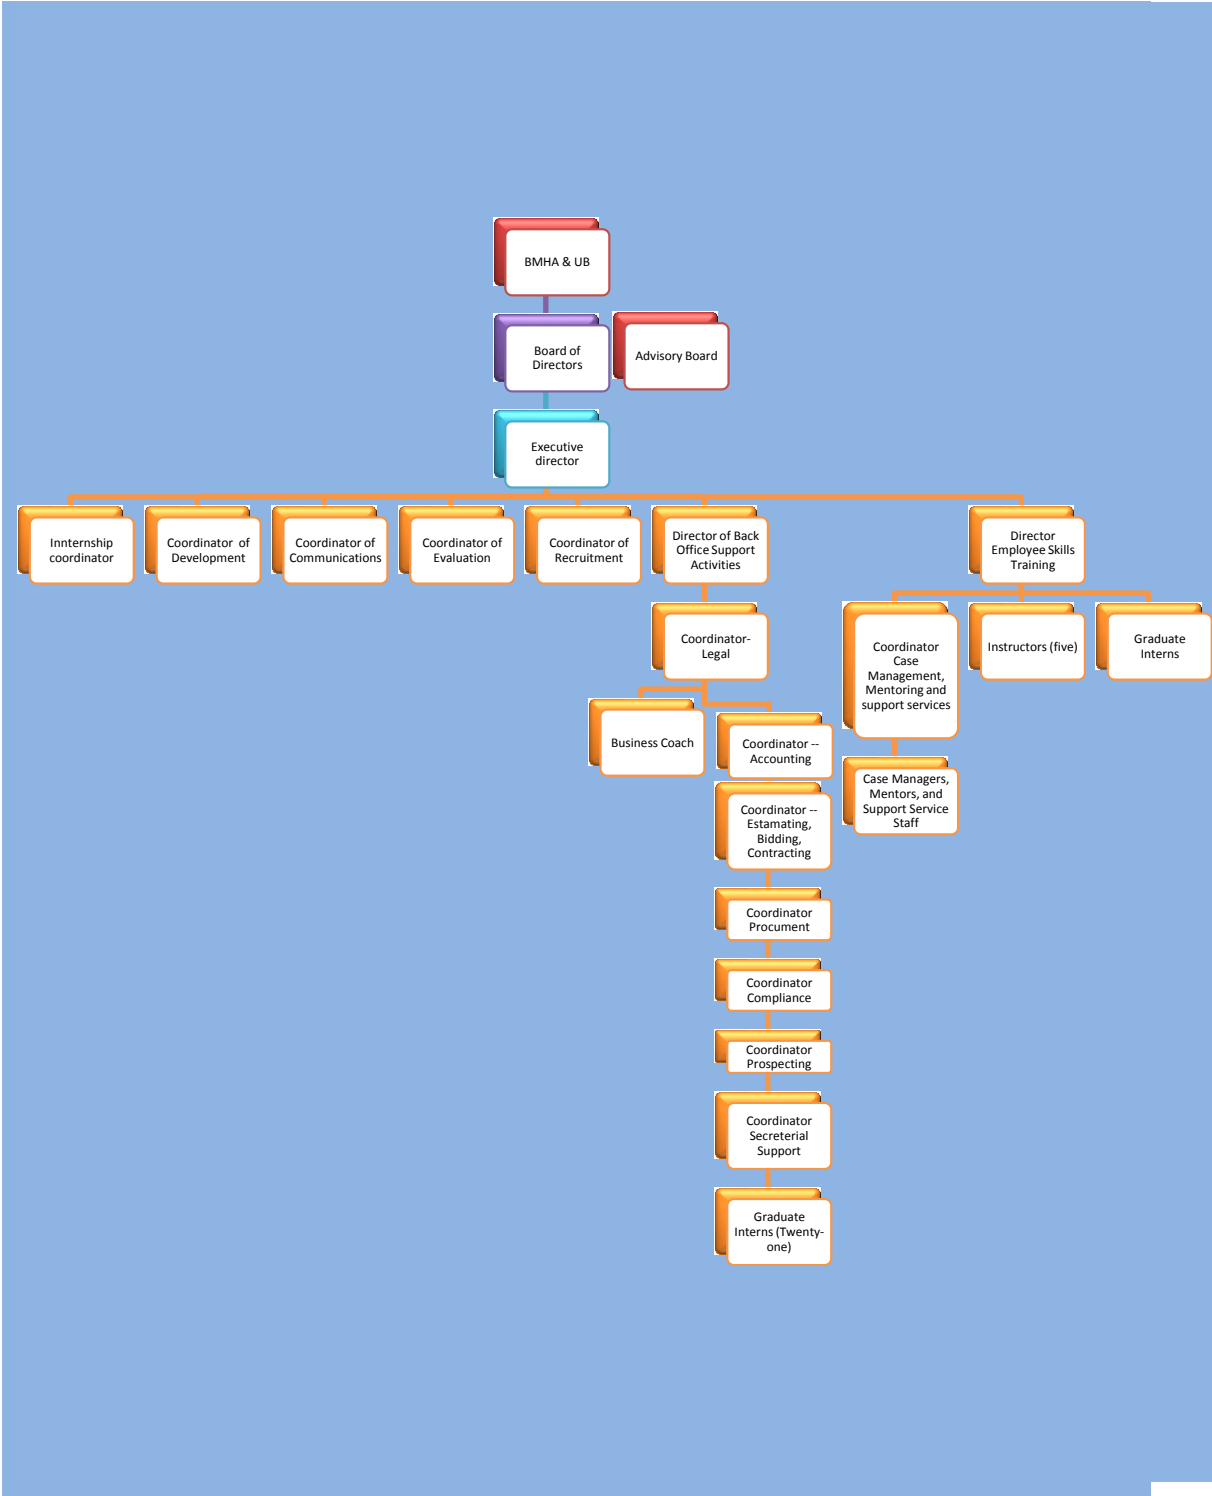 BMHA & UB
Board of
Directors
Advisory Board
Executive
director
Innternship
coordinator
Coordinator  of
Development
Coordinator of
Communications
Coordinator of
Evaluation
Coordinator of
Recruitment
Director of Back
Office Support
Activities
Director
Employee Skills
Training
Coordinator-
Legal
Coordinator
Case
Management,
Mentoring and
support services
Instructors (five)
Graduate
Interns
Business Coach
Coordinator --
Accounting
Case Managers,
Mentors, and
Support Service
Staff
Coordinator --
Estamating,
Bidding,
Contracting
Coordinator
Procument
Coordinator
Compliance
Coordinator
Prospecting
Coordinator
Secreterial
Support
Graduate
Interns (Twenty-
one)